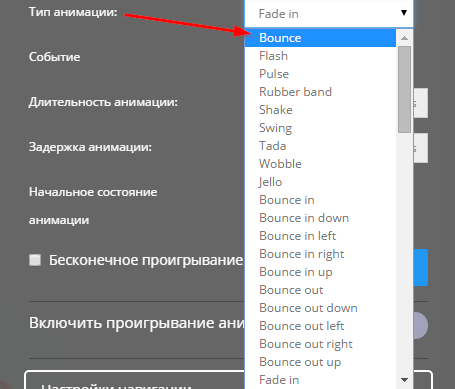 Тип анимации:
Fade in
Bounce
Событие
Flash
Pulse
Длительность анимации:
Rubber band
Shake
Swing
Задержка анимации:
Tada
Wobble
Jello
Начальное состояние
анимации
Bounce in
Bounce in down
Bounce in left
Бесконечное проигрывание
Bounce in right
Bounce in up
Bounce out
Bounce out down
Включить проигрывание ани
Bounce out left
Bounce out right
Bounce out up
Fade in